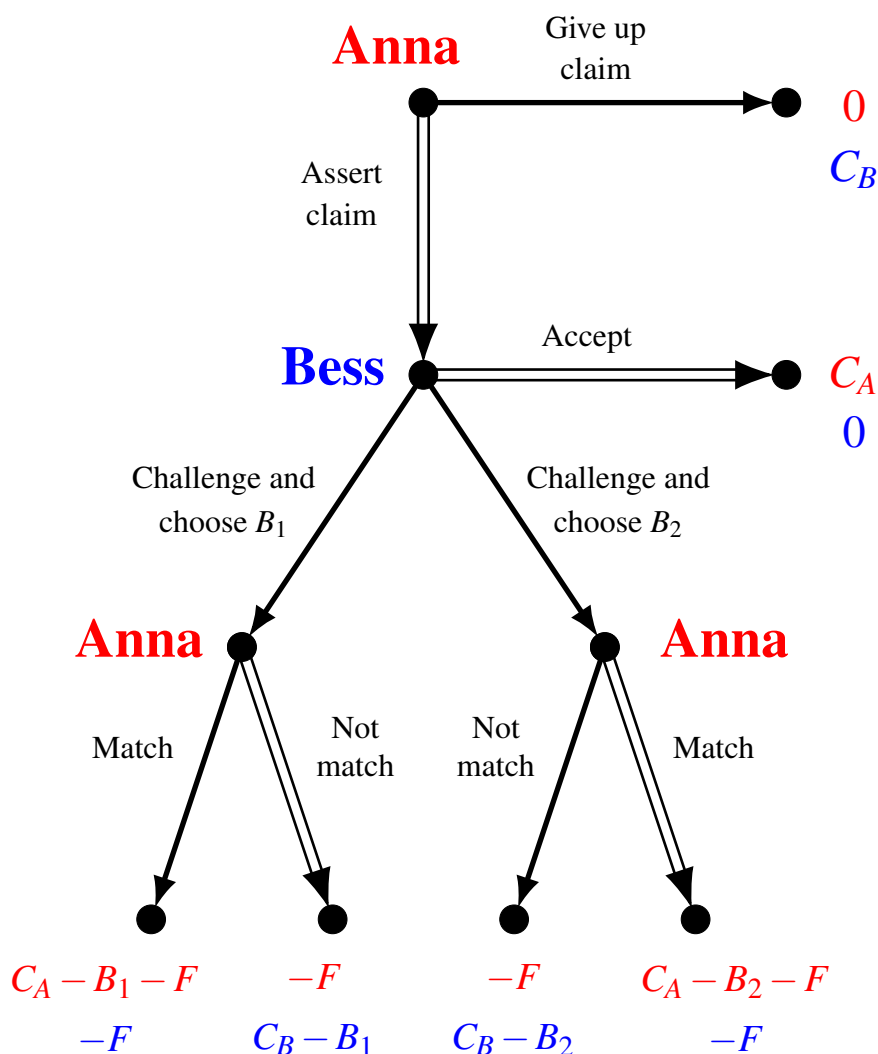 Anna
Give up
claim
0
C_B
Assert
claim
Bess
Accept
C_A
0
Challenge and
choose B_1
Challenge and
choose B_2
Anna
Anna
Match
Not
match
Not
match
Match
C_A − B_1 − F
−F
−F
C_A − B_2 − F
−F
C_B − B_1
C_B − B_2
−F